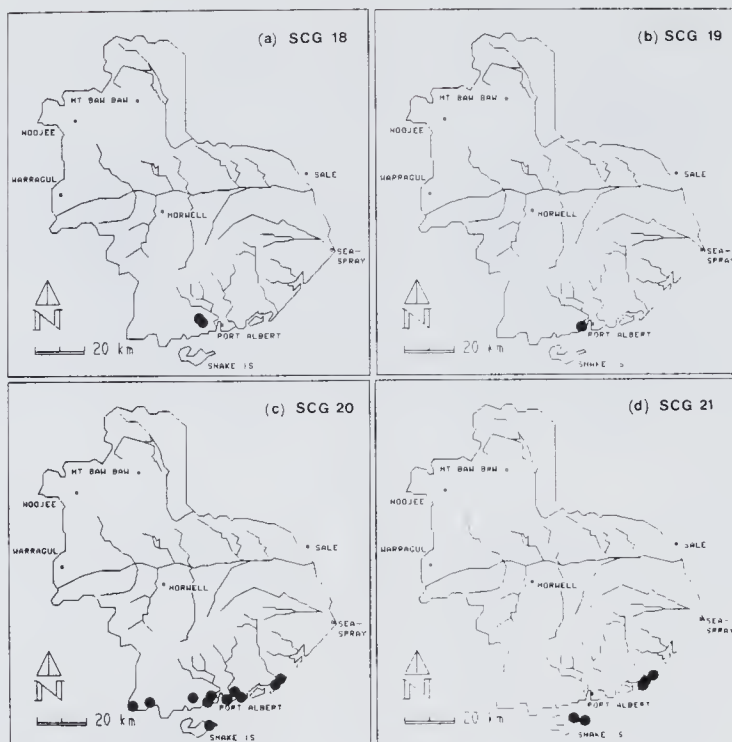 (a) SCG 18
MT BAW BAW
NOOJEE
WARRAGUL
SALE
MORWELL
SEA-
SPRAY
N
PORT ALBERT
20 km
SNAKE IS
(b) SCG 19
MT BAW BAW
NOOJEE
WARRAGUL
SALE
MORWELL
SEA-
SPRAY
N
PORT ALBERT
20 km
SNAKE S
(c) SCG 20
MT BAW BAW
NOOJEE
WARRAGUL
SALE
MORWELL
SEA-
SPRAY
N
PORT ALBERT
20 km
SNAKE IS
(d) SCG 21
MT BAW BAW
NOOJEE
WARRAGUL
SALE
MORWELL
SEA-
SPRAY
N
PORT ALBERT
20 km
SNAKE S